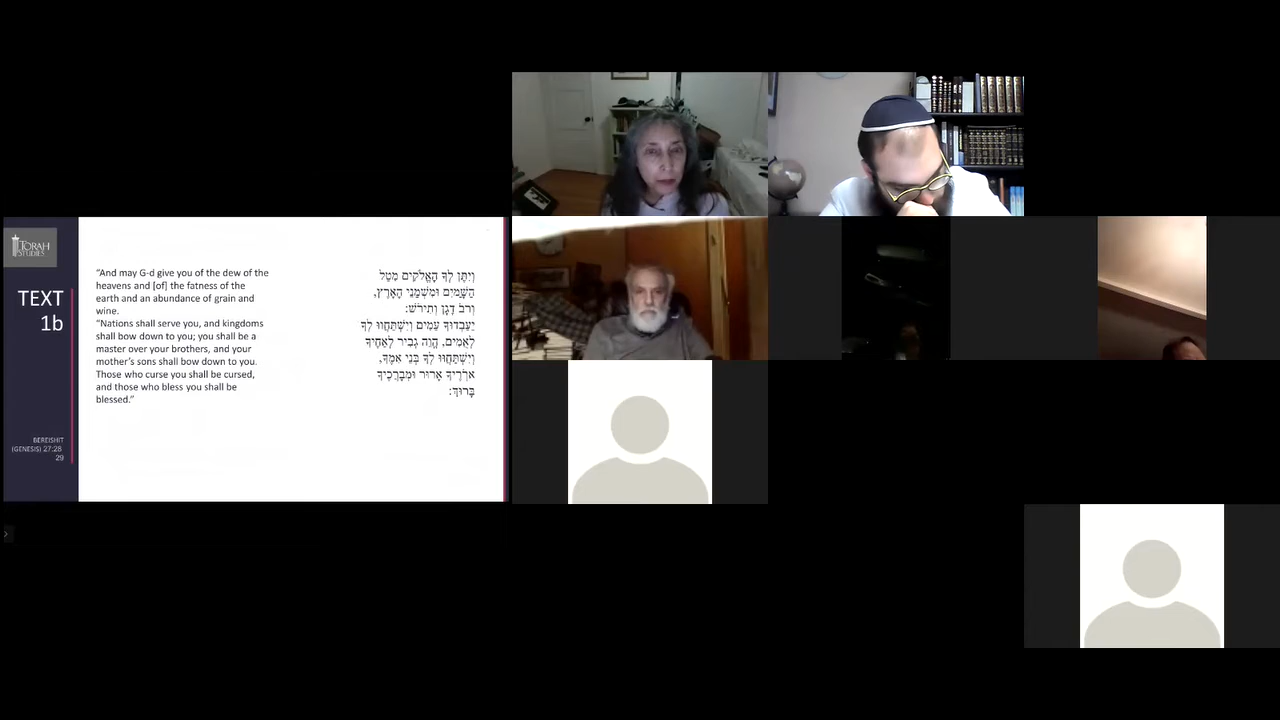 TORAH
STUDIES
TEXT
1b
BEREISHIT
(GENESIS) 27:28
29
“And may G-d give you of the dew of the
heavens and [of] the fatness of the
earth and an abundance of grain and
wine.
“Nations shall serve you, and kingdoms
shall bow down to you; you shall be a
master over your brothers, and your
mother’s sons shall bow down to you.
Those who curse you shall be cursed,
and those who bless you shall be
blessed.”
וְיִתֶּן לְךָ הָאֱלֹקִים מִטַּל
הַשָּׁמַיִם וּמִשְׁמַנֵּי הָאָרֶץ,
וְרֹב דָּגָן וְתִירֹשׁ:
יַעַבְדוּךָ עַמִּים וְיִשְׁתַּחֲווּ לְךָ
לְאֻמִּים, הֱוֵה גְבִיר לְאַחֶיךָ
וְיִשְׁתַּחֲווּ לְךָ בְּנֵי אִמֶּךָ,
אֹרְרֶיךָ אָרוּר וּמְבָרְכֶיךָ
בָּרוּךְ: